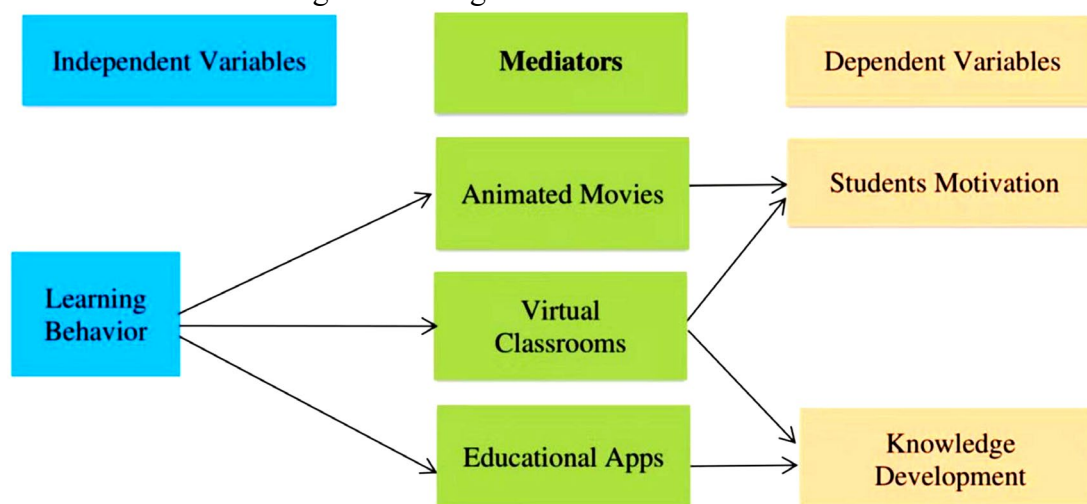 Independent Variables
Mediators
Dependent Variables
Animated Movies
Students Motivation
Learning
Behavior
Virtual
Classrooms
Educational Apps
Knowledge
Development